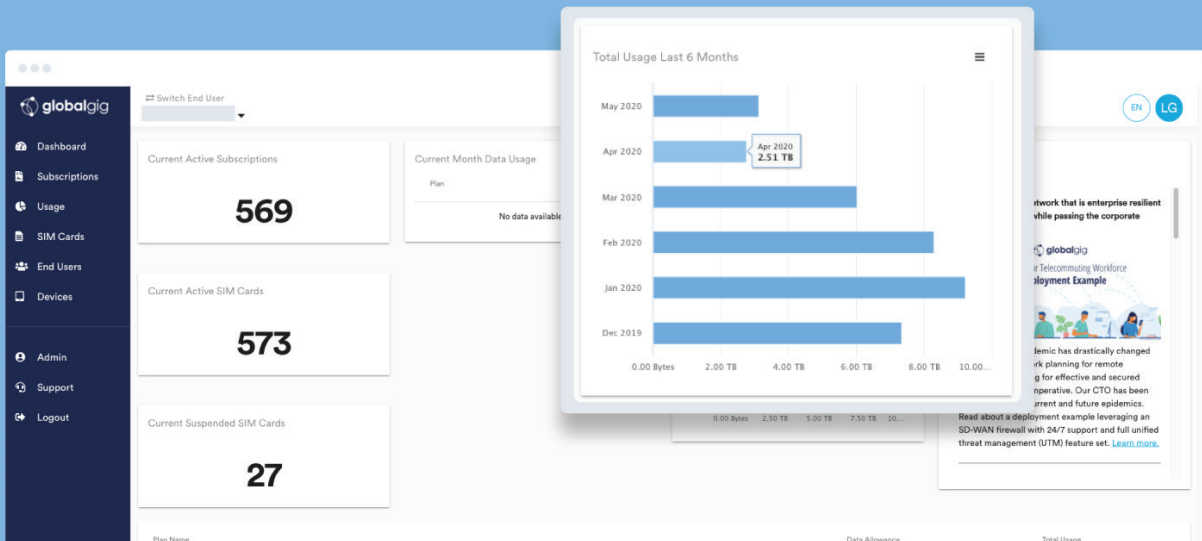 globalgig
Switch End User
EN
LG
Dashboard
Subscriptions
Usage
SIM Cards
End Users
Devices
Admin
Support
Logout
Current Active Subscriptions
569
Current Active SIM Cards
573
Current Suspended SIM Cards
27
Current Month Data Usage
Plan
No data available
Total Usage Last 6 Months
May 2020
Apr 2020
Apr 2020
2.51 TB
Mar 2020
Feb 2020
Jan 2020
Dec 2019
0.00 Bytes 2.00 TB 4.00 TB 6.00 TB 8.00 TB 10.00...
0.00 Bytes 2.50 TB 5.00 TB 7.50 TB 10...
that is enterprise resilient
while passing the corporate
globalgig
Telecommuting Workforce
Deployment Example
has drastically changed
planning for remote
for effective and secured
Our CTO has been
and future epidemics.
Read about a deployment example leveraging an
SD-WAN firewall with 24/7 support and full unified
threat management (UTM) feature set. Learn more.
Plan Name
Data Allowance
Total Usage